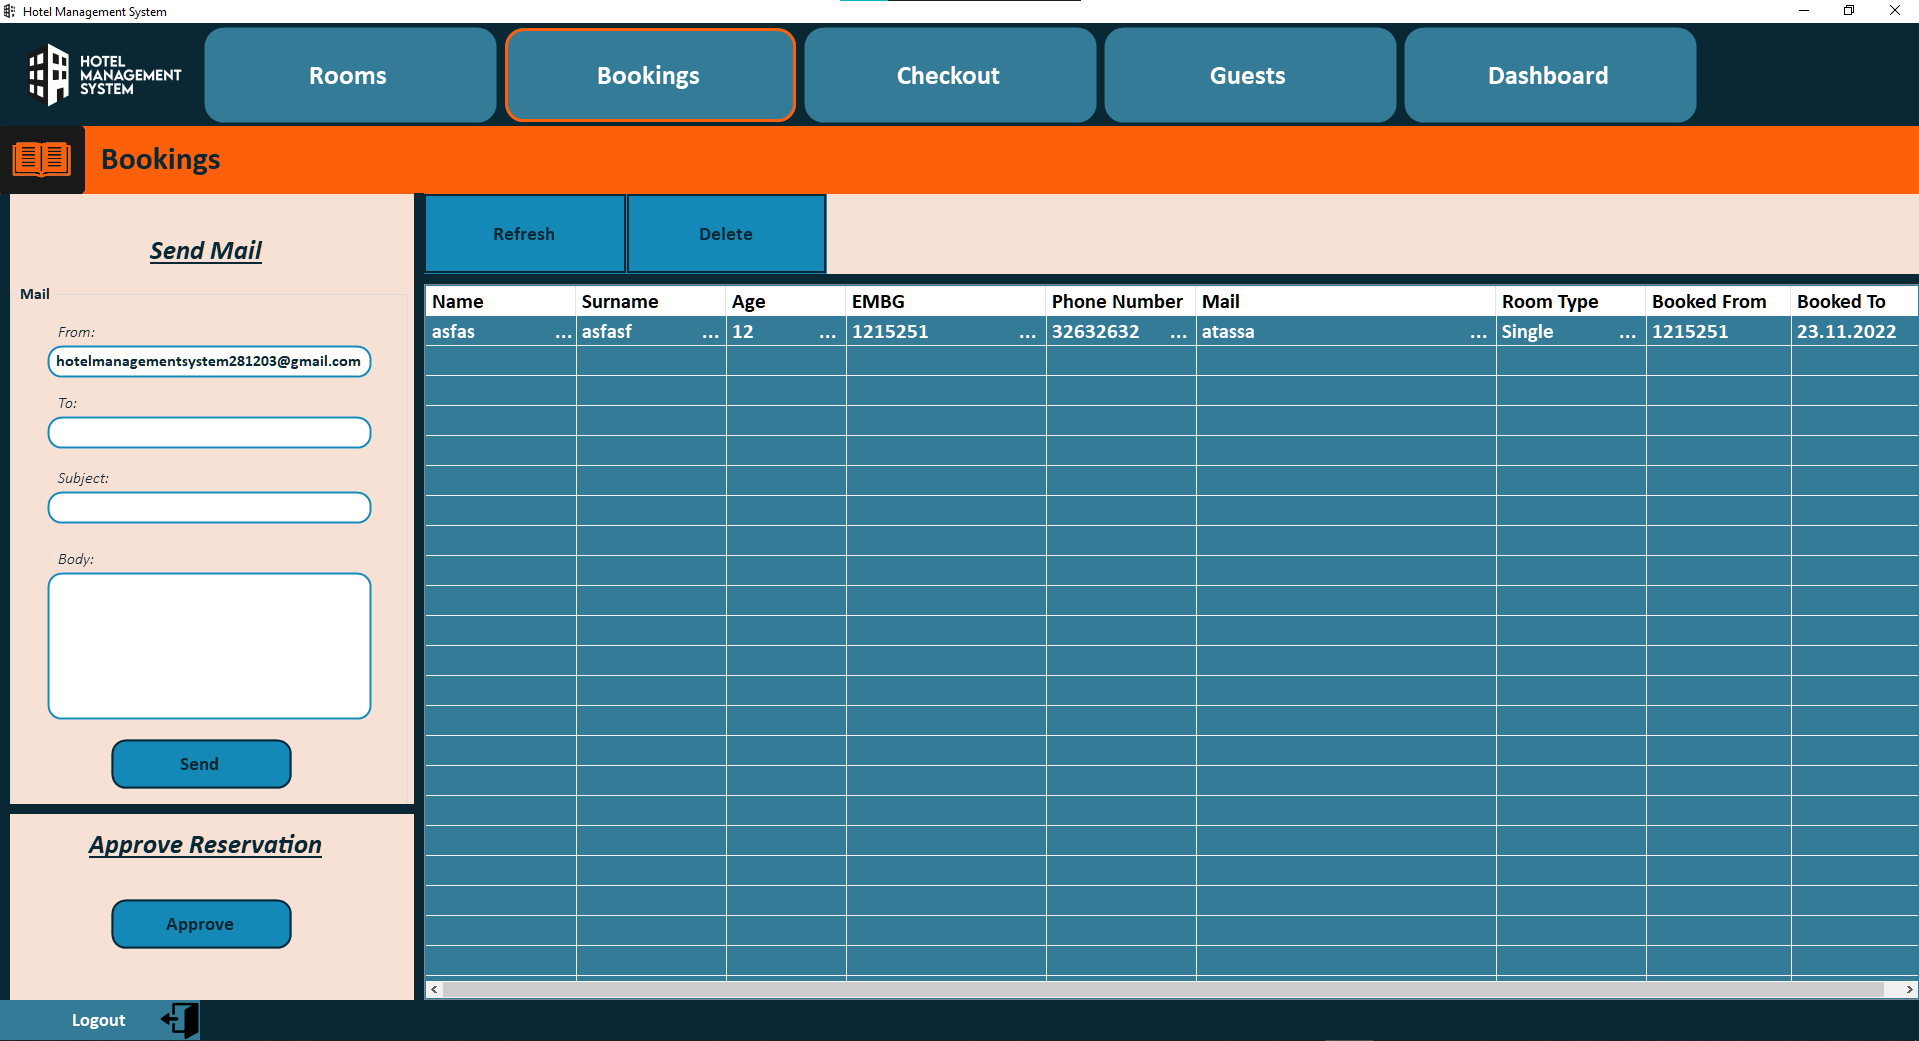 Hotel Management System
HOTEL
MANAGEMENT
SYSTEM
Rooms
Bookings
Checkout
Guests
Dashboard
Bookings
Send Mail
Mail
From:
hotelmanagementsystem281203@gmail.com
To:
Subject:
Body:
Send
Approve Reservation
Approve
Logout
Refresh
Delete
Name Surname Age EMBG Phone Number Mail Room Type Booked From Booked To
asfas ... asfasf ... 12 ... 1215251 ... 32632632 ... atassa ... Single ... 1215251 23.11.2022